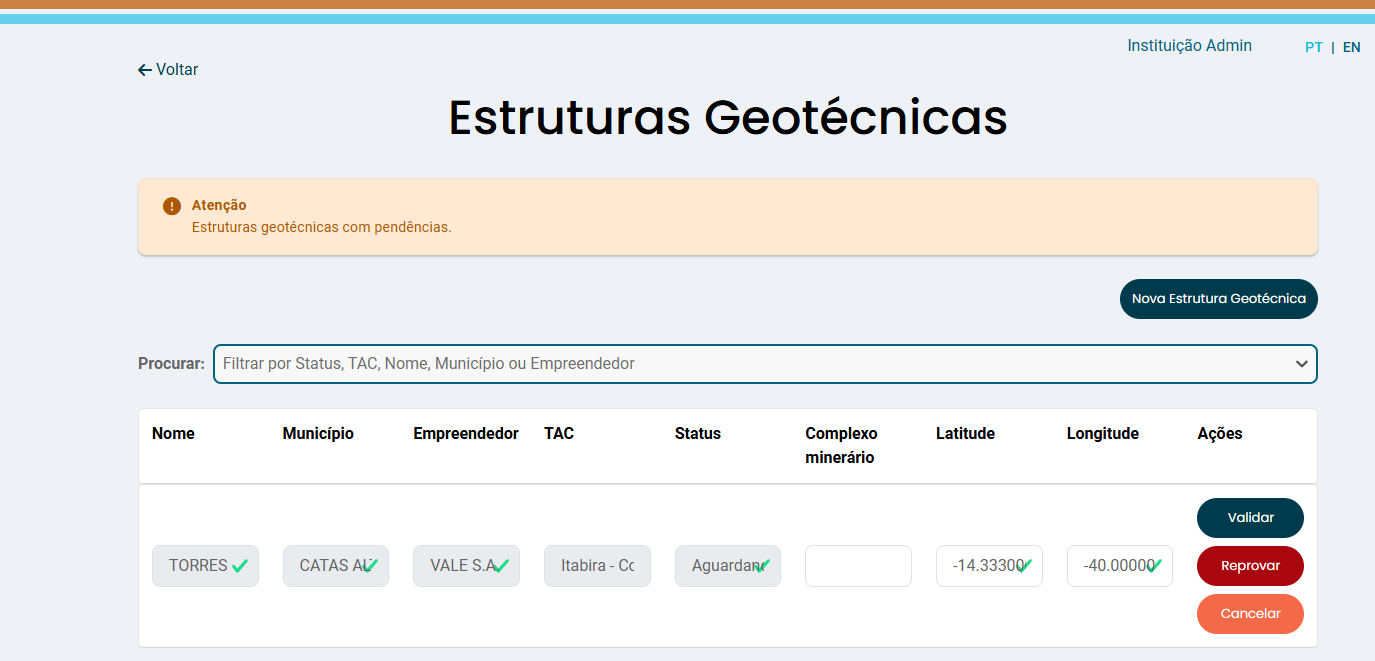 Instituição Admin PT | EN
Voltar
Estruturas Geotécnicas
Atenção
Estruturas geotécnicas com pendências.
Nova Estrutura Geotécnica
Procurar: Filtrar por Status, TAC, Nome, Município ou Empreendedor
Nome Município Empreendedor TAC Status Complexo minerário Latitude Longitude Ações
Validar
TORRES CATAS AL VALE S.A. Itabira - Cc Aguardan -14.3330 -40.00000 Reprovar
Cancelar